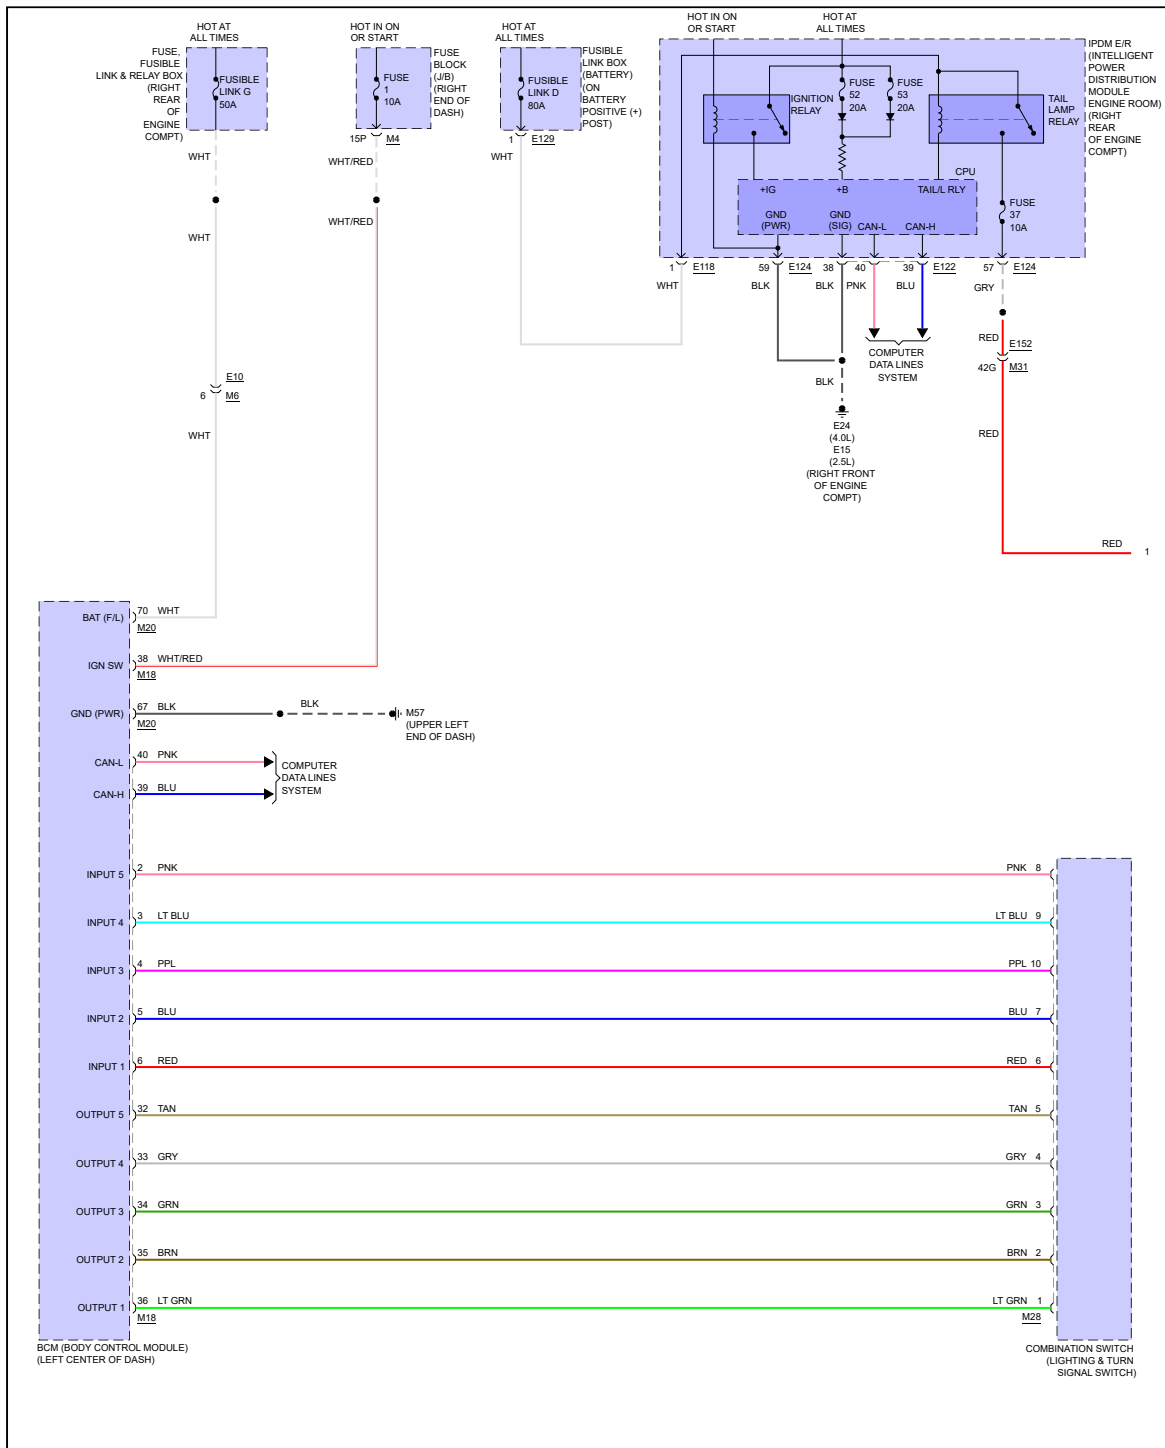 HOT AT
ALL TIMES
HOT IN ON
OR START
HOT AT
ALL TIMES
HOT IN ON
OR START
HOT AT
ALL TIMES
FUSE,
FUSIBLE
LINK & RELAY BOX
(RIGHT
REAR
OF
ENGINE
COMPT)
FUSIBLE
LINK G
50A
FUSE
1
10A
FUSE
BLOCK
(J/B)
(RIGHT
END OF
DASH)
FUSIBLE
LINK D
80A
FUSIBLE
LINK BOX
(BATTERY)
(ON
BATTERY
POSITIVE (+)
POST)
IGNITION
RELAY
FUSE
52
20A
FUSE
53
20A
TAIL
LAMP
RELAY
IPDM E/R
(INTELLIGENT
POWER
DISTRIBUTION
MODULE
ENGINE ROOM)
(RIGHT
REAR
OF ENGINE
COMPT)
15P M4
1 E129
WHT
WHT/RED
WHT
CPU
+IG +B TAIL/L RLY
GND
(PWR)
GND
(SIG)
CAN-L CAN-H
FUSE
37
10A
WHT
WHT/RED
1 E118 59 E124 38 40 39 E122 57 E124
WHT BLK BLK PNK BLU GRY
RED
E152
42G M31
COMPUTER
DATA LINES
SYSTEM
BLK
E10
6 M6
WHT
RED
E24
(4.0L)
E15
(2.5L)
(RIGHT FRONT
OF ENGINE
COMPT)
RED 1
BAT (F/L) 70 WHT
M20
IGN SW 38 WHT/RED
M18
GND (PWR) 67 BLK BLK M57
M20
(UPPER LEFT
END OF DASH)
CAN-L 40 PNK
CAN-H 39 BLU
COMPUTER
DATA LINES
SYSTEM
INPUT 5 2 PNK PNK 8
INPUT 4 3 LT BLU LT BLU 9
INPUT 3 4 PPL PPL 10
INPUT 2 5 BLU BLU 7
INPUT 1 6 RED RED 6
OUTPUT 5 32 TAN TAN 5
OUTPUT 4 33 GRY GRY 4
OUTPUT 3 34 GRN GRN 3
OUTPUT 2 35 BRN BRN 2
OUTPUT 1 36 LT GRN LT GRN 1
M18 M28
BCM (BODY CONTROL MODULE)
(LEFT CENTER OF DASH)
COMBINATION SWITCH
(LIGHTING & TURN
SIGNAL SWITCH)